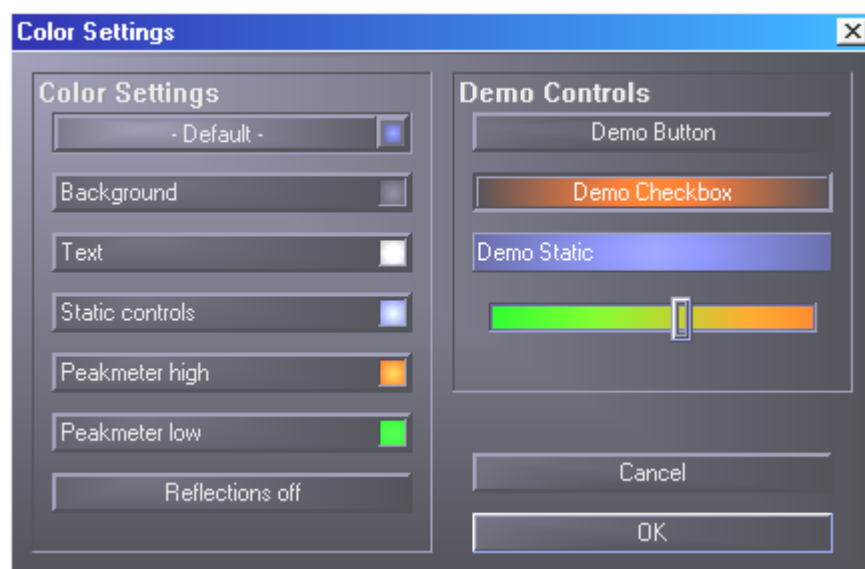 Color Settings
Color Settings
- Default -
Background
Text
Static controls
Peakmeter high
Peakmeter low
Reflections off
Demo Controls
Demo Button
Demo Checkbox
Demo Static
Cancel
OK